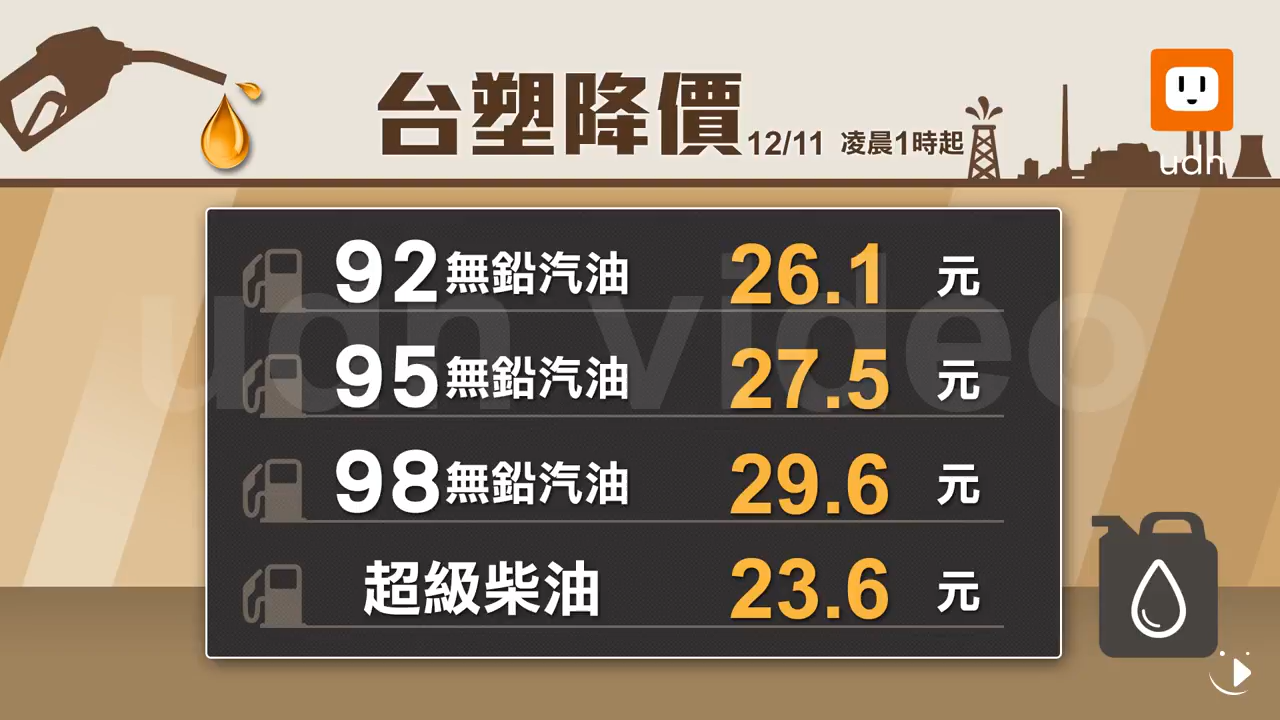 台塑降價 12/11 凌晨1時起
udn
92無鉛汽油 26.1 元
95無鉛汽油 27.5 元
98無鉛汽油 29.6 元
超級柴油 23.6 元
udn video